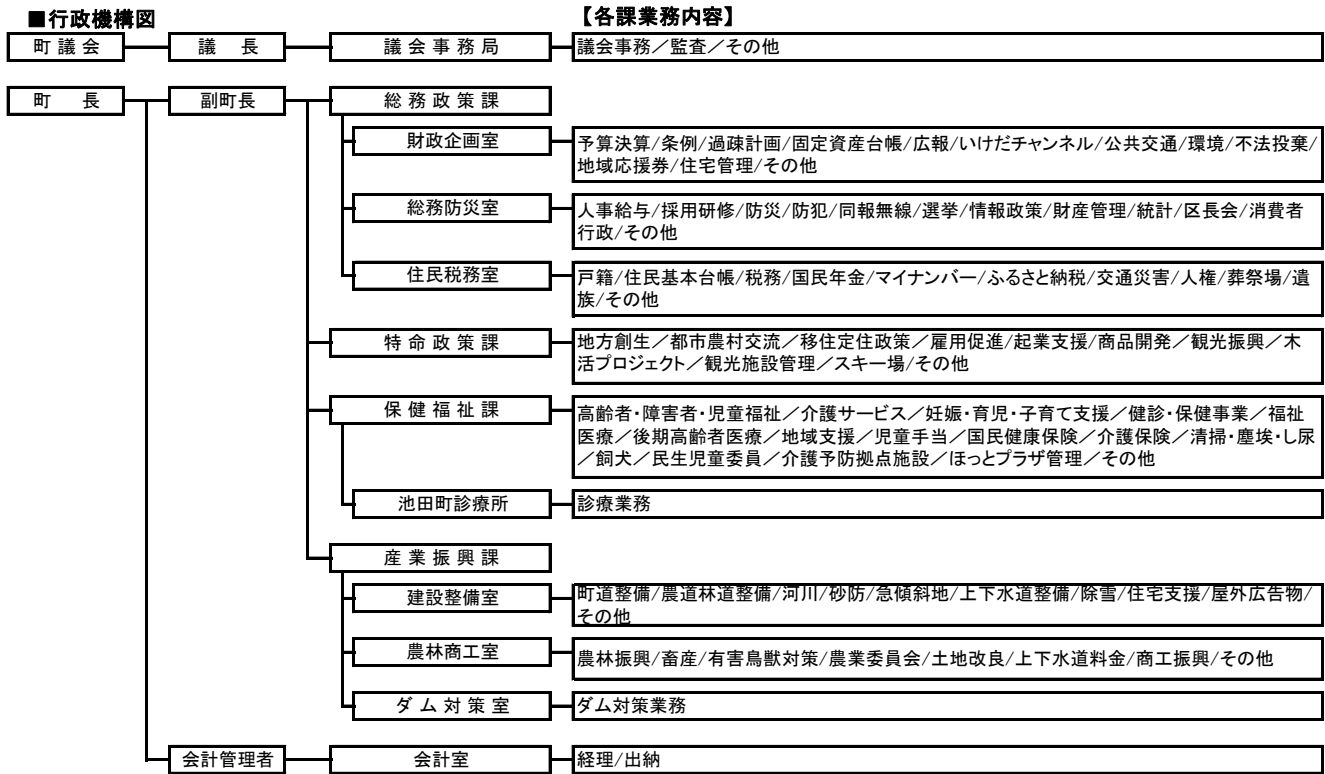 ■行政機構図
【各課業務内容】
町議会
議　長
議会事務局
議会事務／監査／その他
町　長
副町長
総務政策課
財政企画室
予算決算/条例/過疎計画/固定資産台帳/広報/いけだチャンネル/公共交通/環境/不法投棄/
地域応援券/住宅管理/その他
総務防災室
人事給与/採用研修/防災/防犯/同報無線/選挙/情報政策/財産管理/統計/区長会/消費者
行政/その他
住民税務室
戸籍/住民基本台帳/税務/国民年金/マイナンバー/ふるさと納税/交通災害/人権/葬祭場/遺
族/その他
特命政策課
地方創生／都市農村交流／移住定住政策／雇用促進/起業支援/商品開発／観光振興／木
活プロジェクト／観光施設管理／スキー場/その他
保健福祉課
高齢者・障害者・児童福祉／介護サービス／妊娠・育児・子育て支援／健診・保健事業／福祉
医療／後期高齢者医療／地域支援／児童手当／国民健康保険／介護保険／清掃・塵埃・し尿
／飼犬／民生児童委員／介護予防拠点施設／ほっとプラザ管理／その他
池田町診療所
診療業務
産業振興課
建設整備室
町道整備/農道林道整備/河川/砂防/急傾斜地/上下水道整備/除雪/住宅支援/屋外広告物/
その他
農林商工室
農林振興/畜産/有害鳥獣対策/農業委員会/土地改良/上下水道料金/商工振興/その他
ダム対策室
ダム対策業務
会計管理者
会計室
経理/出納